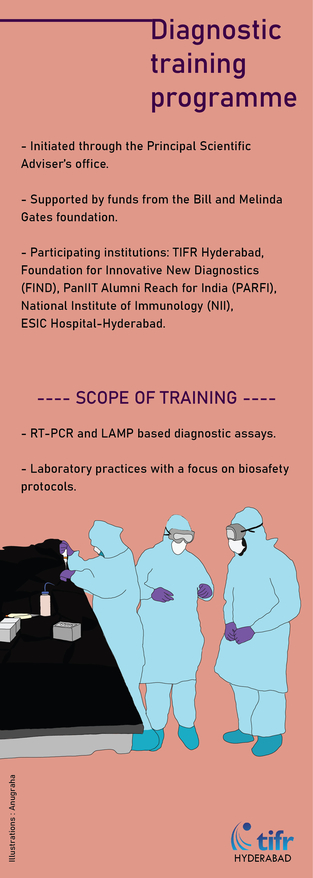 Diagnostic
training
programme
- Initiated through the Principal Scientific
Adviser's office.
- Supported by funds from the Bill and Melinda
Gates foundation.
- Participating institutions: TIFR Hyderabad,
Foundation for Innovative New Diagnostics
(FIND), PanIIT Alumni Reach for India (PARFI),
National Institute of Immunology (NII),
ESIC Hospital-Hyderabad.
---- SCOPE OF TRAINING ----
- RT-PCR and LAMP based diagnostic assays.
- Laboratory practices with a focus on biosafety
protocols.
Illustrations : Anugraha
tifr
HYDERABAD